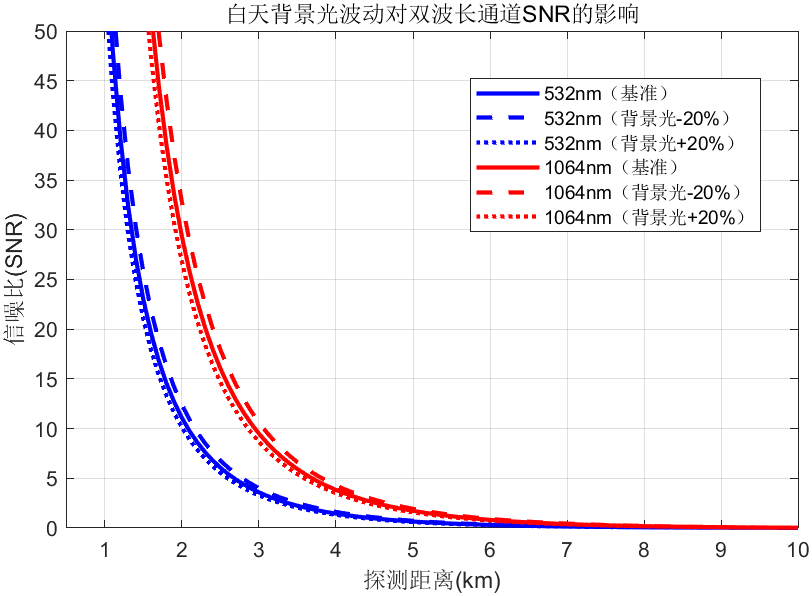 白天背景光波动对双波长通道SNR的影响
50
45
40
35
30
25
20
15
10
5
0
信噪比(SNR)
532nm（基准）
532nm（背景光-20%）
532nm（背景光+20%）
1064nm（基准）
1064nm（背景光-20%）
1064nm（背景光+20%）
1 2 3 4 5 6 7 8 9 10
探测距离(km)